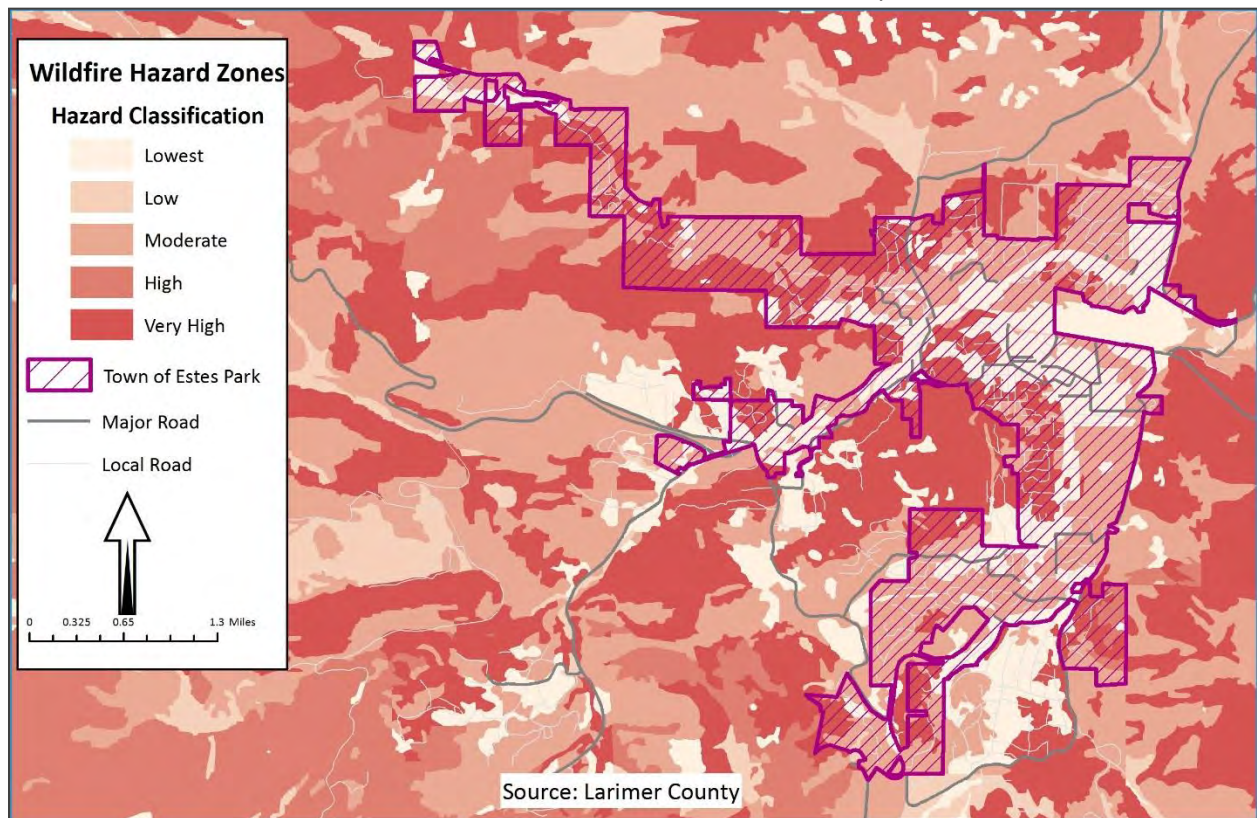 Wildfire Hazard Zones
Hazard Classification
Lowest
Low
Moderate
High
Very High
Town of Estes Park
Major Road
Local Road
0 0.325 0.65 1.3 Miles
Source: Larimer County